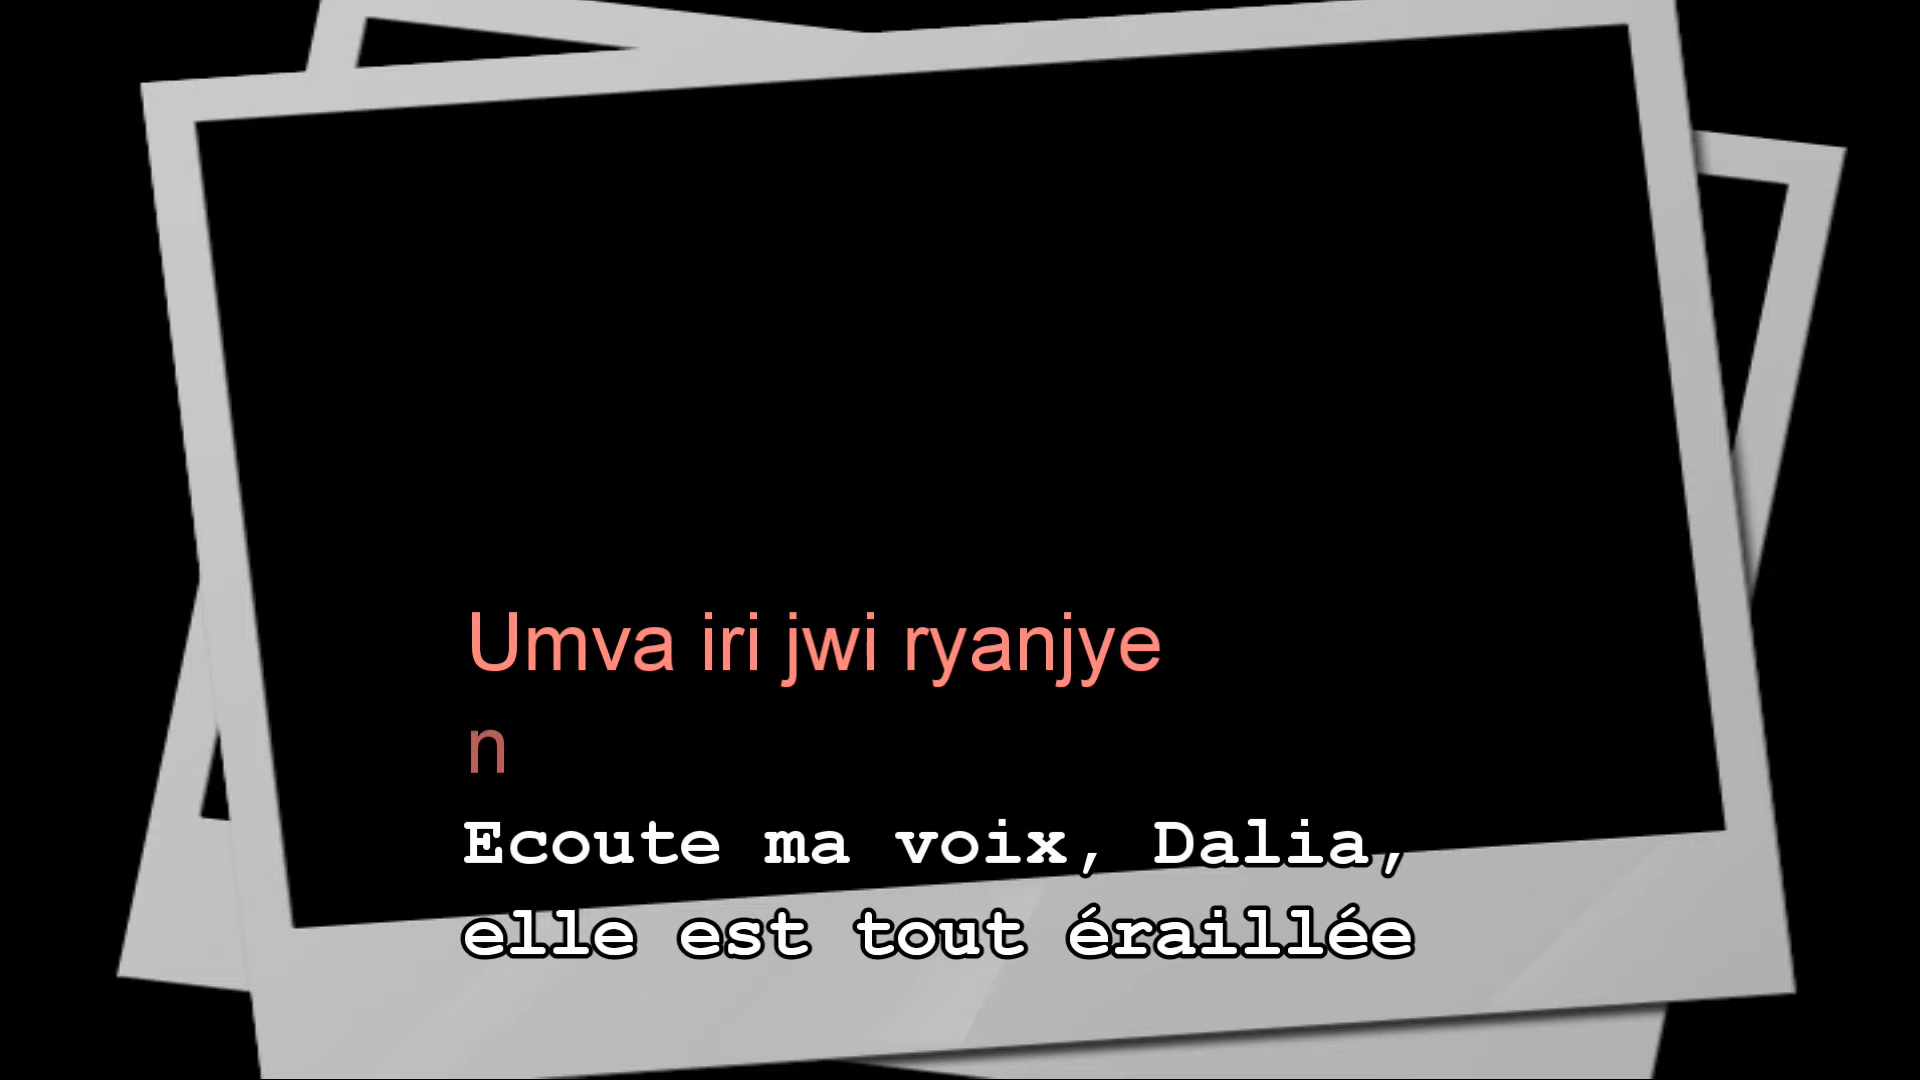 Umva iri jwi ryanjye
n
Ecoute ma voix, Dalia,
elle est tout éraillée